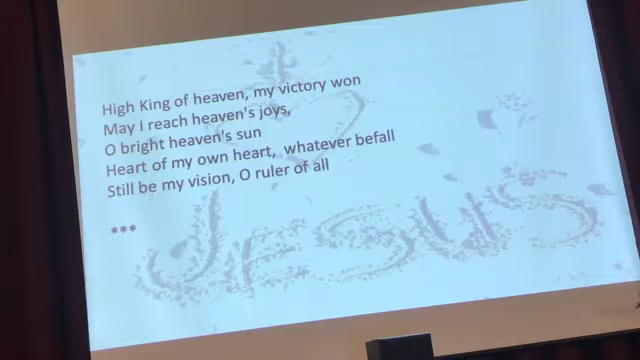 High King of heaven, my victory won
May I reach heaven's joys,
O bright heaven's sun
Heart of my own heart, whatever befall
Still be my vision, O ruler of all
***
JESUS